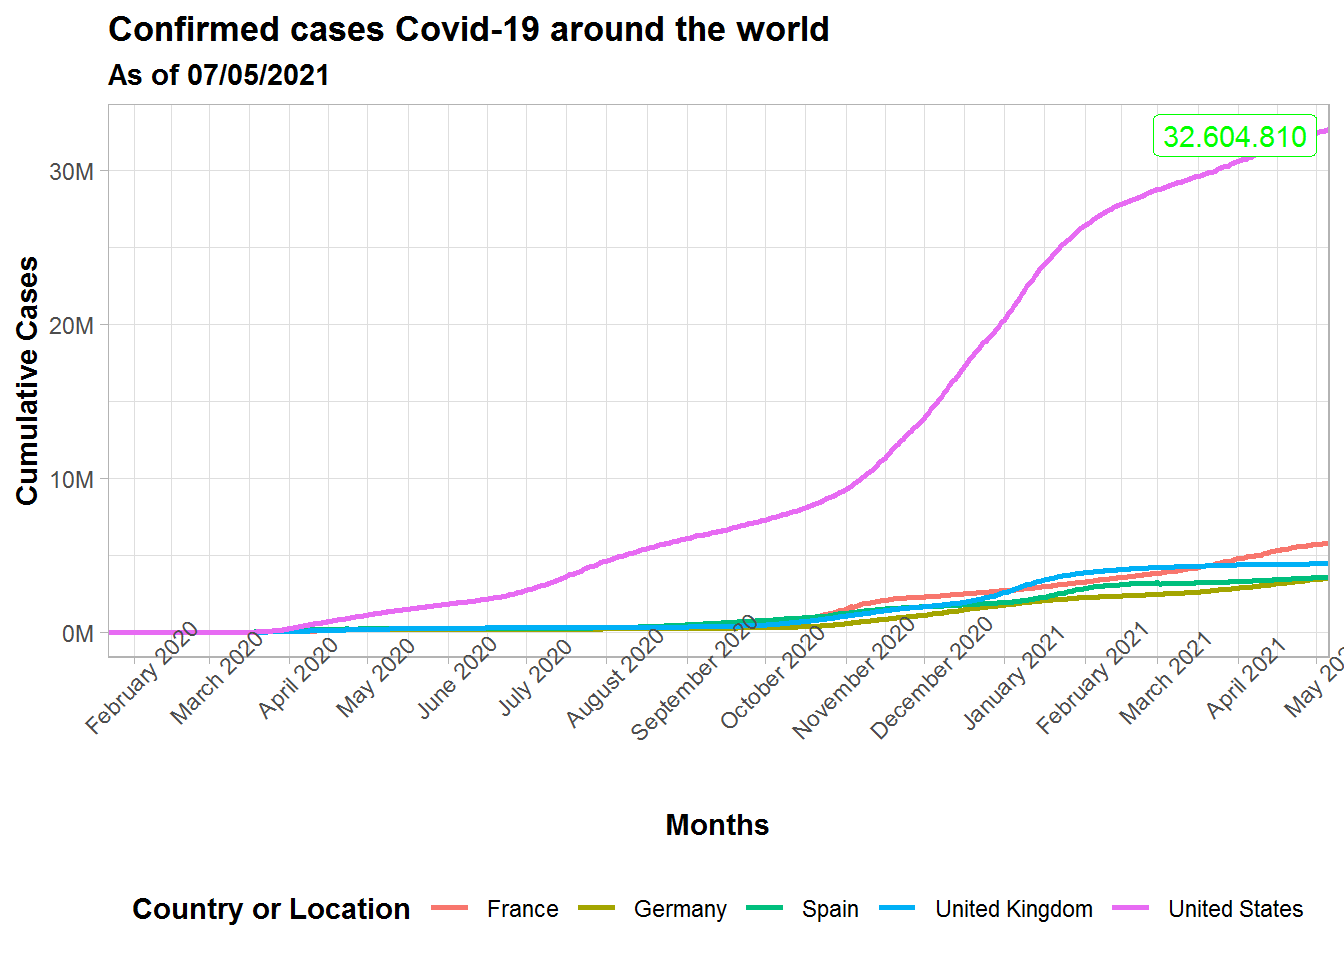 Confirmed cases Covid-19 around the world
As of 07/05/2021
32.604.810
30M
20M
10M
0M
Cumulative Cases
February 2020
March 2020
April 2020
May 2020
June 2020
July 2020
August 2020
September 2020
October 2020
November 2020
December 2020
January 2021
February 2021
March 2021
April 2021
May 202
Months
Country or Location France Germany Spain United Kingdom United States